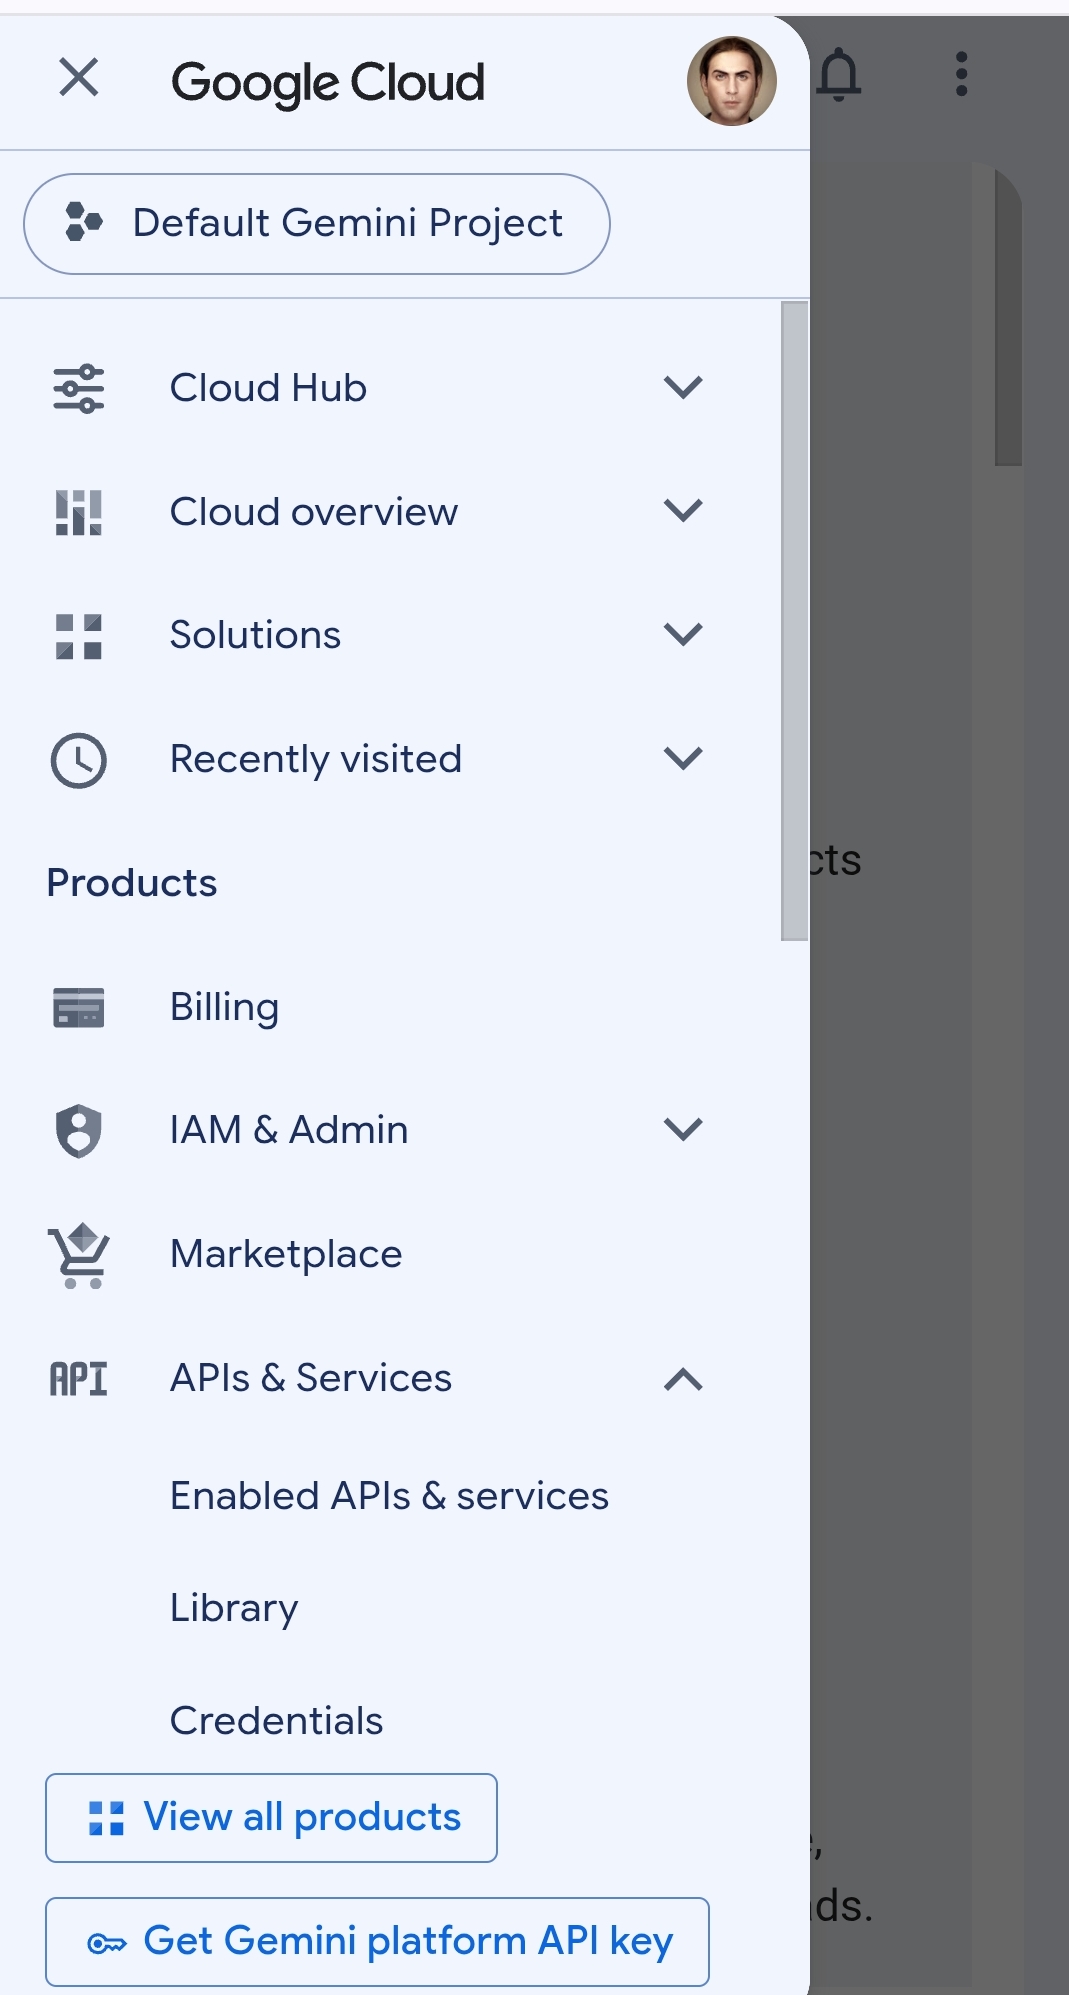 Google Cloud
Default Gemini Project
Cloud Hub
Cloud overview
Solutions
Recently visited
Products
cts
Billing
IAM & Admin
Marketplace
API APIs & Services
Enabled APIs & services
Library
Credentials
View all products
ds.
Get Gemini platform API key